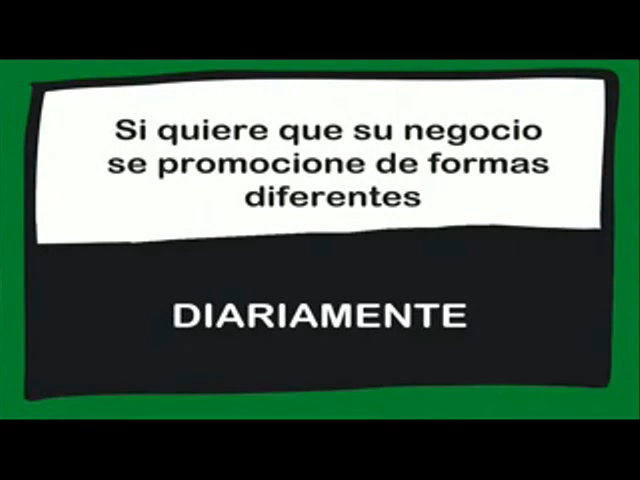 Si quiere que su negocio
se promocione de formas
diferentes
DIARIAMENTE